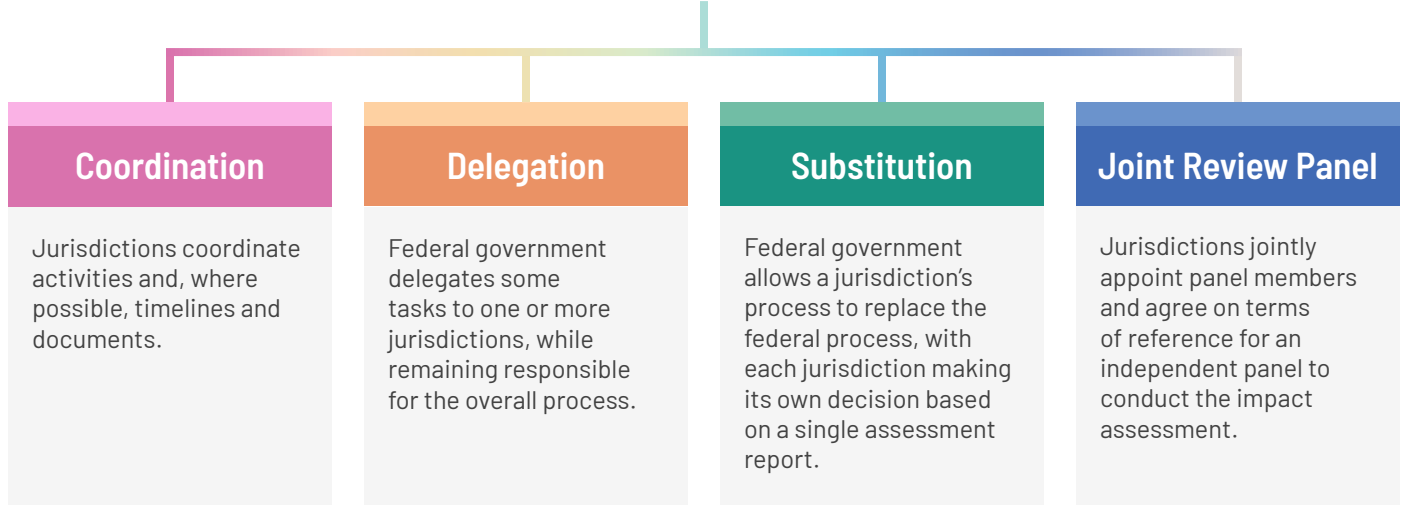 Coordination
Jurisdictions coordinate
activities and, where
possible, timelines and
documents.
Delegation
Federal government
delegates some
tasks to one or more
jurisdictions, while
remaining responsible
for the overall process.
Substitution
Federal government
allows a jurisdiction’s
process to replace the
federal process, with
each jurisdiction making
its own decision based
on a single assessment
report.
Joint Review Panel
Jurisdictions jointly
appoint panel members
and agree on terms
of reference for an
independent panel to
conduct the impact
assessment.